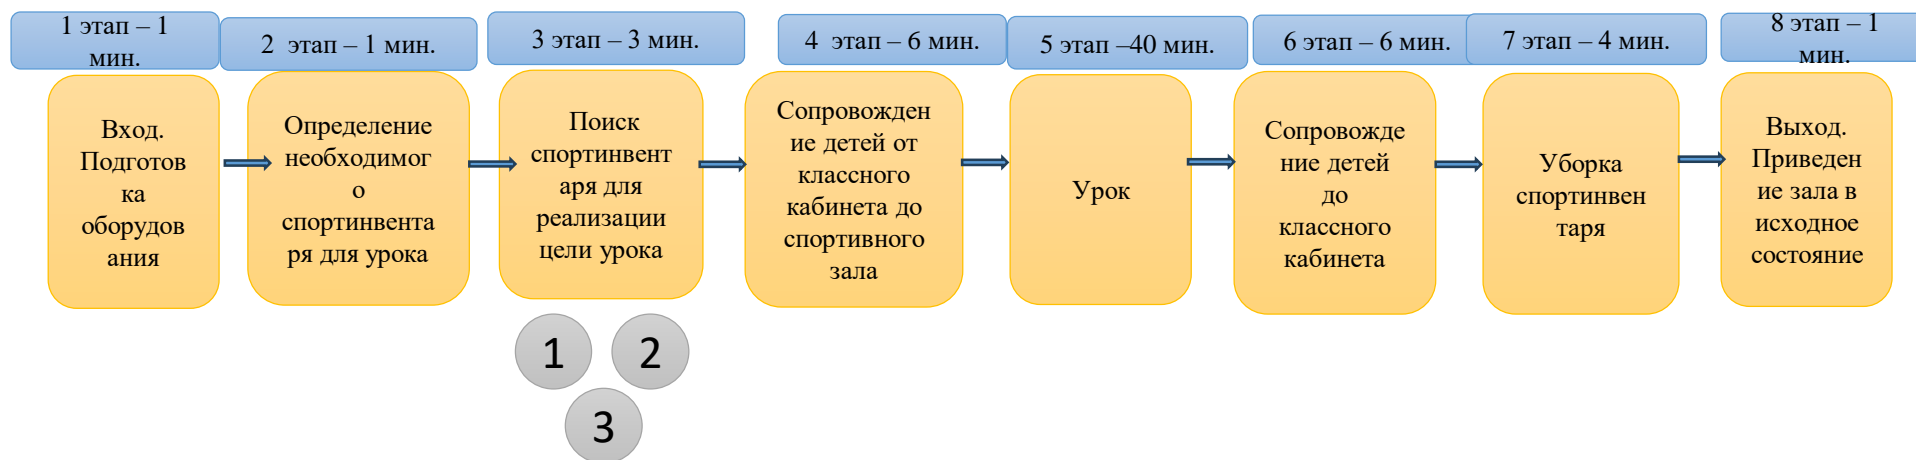 1 этап – 1
мин.
2  этап – 1 мин.
3 этап – 3 мин.
4  этап – 6 мин.
5 этап –40 мин.
6 этап – 6 мин.
7 этап – 4 мин.
8 этап – 1
мин.
Вход.
Подготов
ка
оборудов
ания
Определение
необходимог
о
спортинвента
ря для урока
Поиск
спортинвент
аря для
реализации
цели урока
Сопровожден
ие детей от
классного
кабинета до
спортивного
зала
Урок
Сопровожде
ние детей
до
классного
кабинета
Уборка
спортинвен
таря
Выход.
Приведен
ие зала в
исходное
состояние
1
2
3